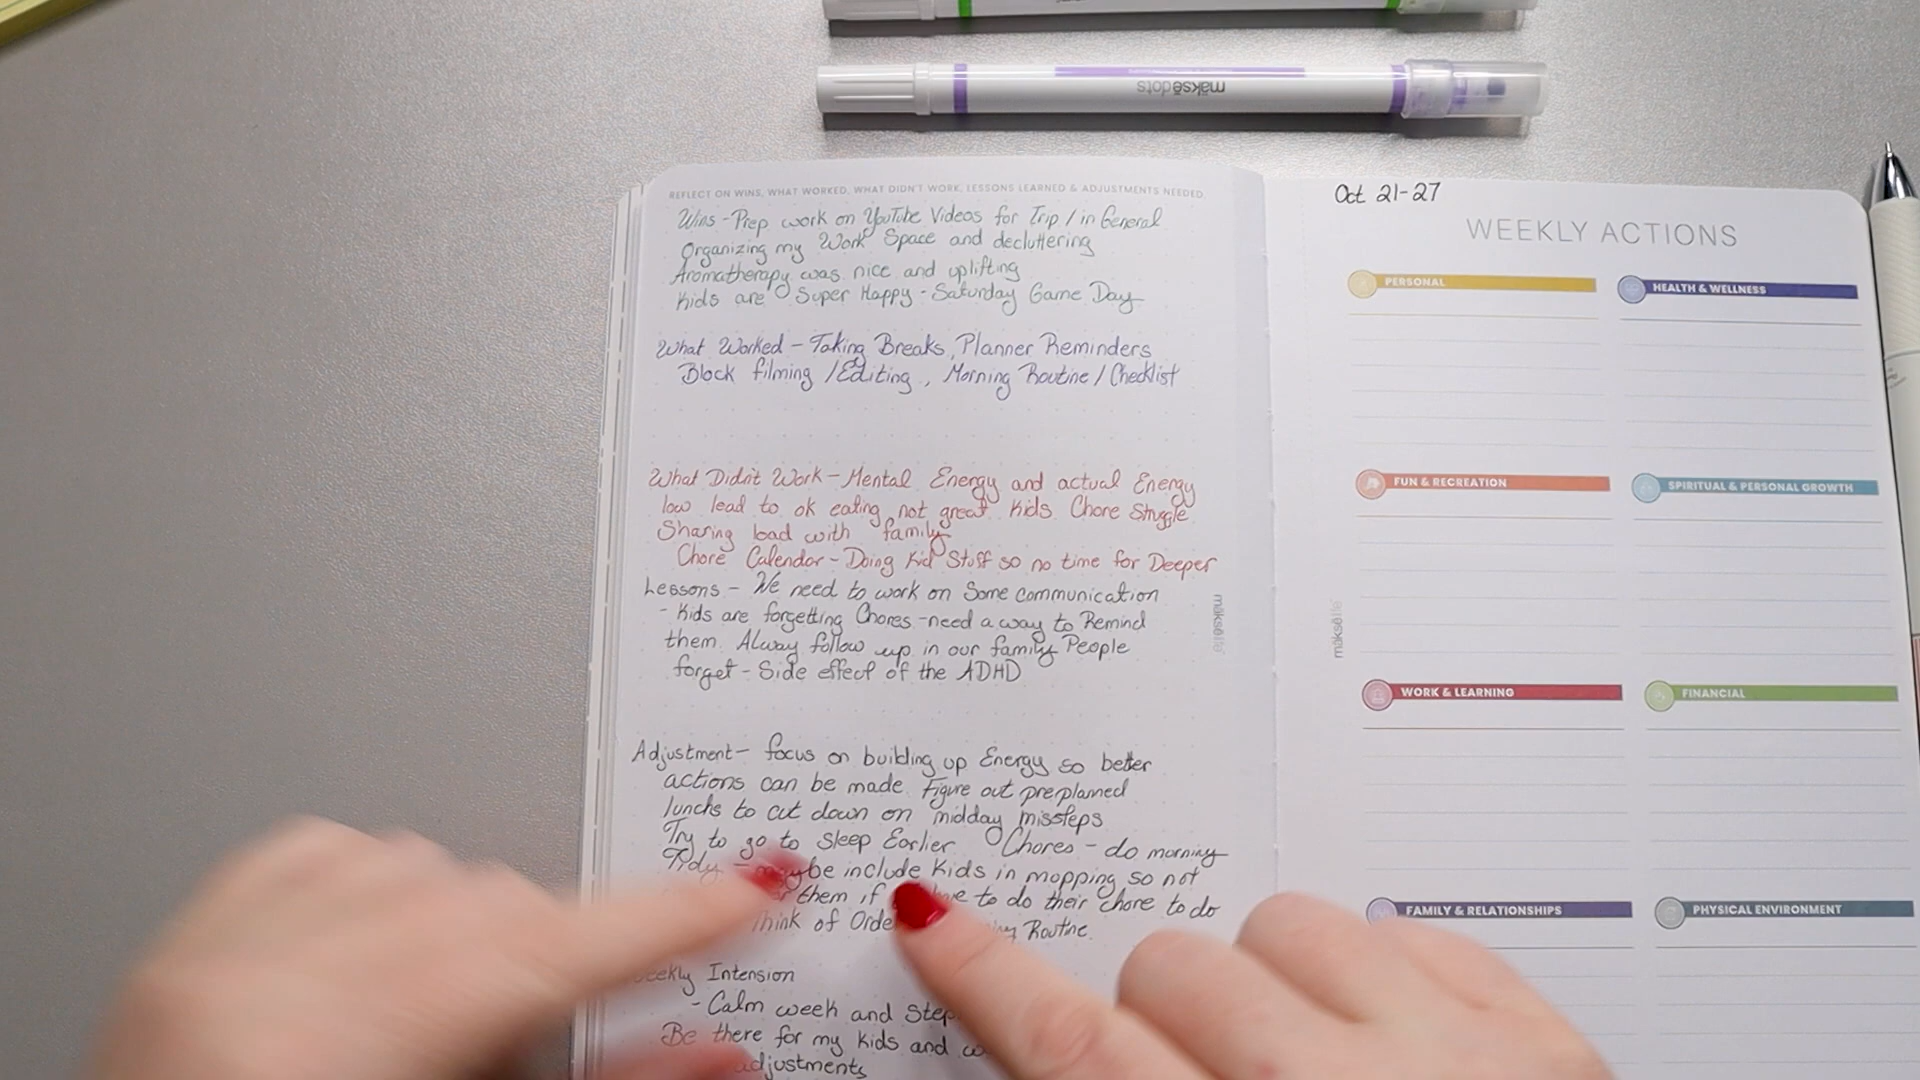 maksēdots
REFLECT ON WINS, WHAT WORKED, WHAT DIDN'T WORK, LESSONS LEARNED & ADJUSTMENTS NEEDED
Wins - Prep work on YouTube Videos for Trip / in General
Organizing my Work Space and decluttering
Aromatherapy was nice and uplifting
Kids are Super Happy - Saturday Game Day
What Worked - Taking Breaks, Planner Reminders
Block filming / Editing, Morning Routine / Checklist
What Didn't Work - Mental Energy and actual Energy
low lead to ok eating not great Kids Chore Struggle
Sharing load with family
Chore Calendar - Doing Kid Stuff so no time for Deeper
Lessons - We need to work on Some communication
- Kids are forgetting Chores - need a way to Remind
them. Alway follow up in our family People
forget - Side effect of the ADHD
Adjustment - focus on building up Energy so better
actions can be made. Figure out preplanned
lunchs to cut down on midday missteps
Try to go to Sleep Earlier Chores - do morning
Tidy - maybe include Kids in mopping so not
them if to do their chore to do
think of Routine.
Weekly Intension
- Calm week and
Be there for my Kids and
adjustments
maksēlife
Oct 21-27
WEEKLY ACTIONS
PERSONAL
HEALTH & WELLNESS
FUN & RECREATION
SPIRITUAL & PERSONAL GROWTH
maksēlife
WORK & LEARNING
FINANCIAL
FAMILY & RELATIONSHIPS
PHYSICAL ENVIRONMENT